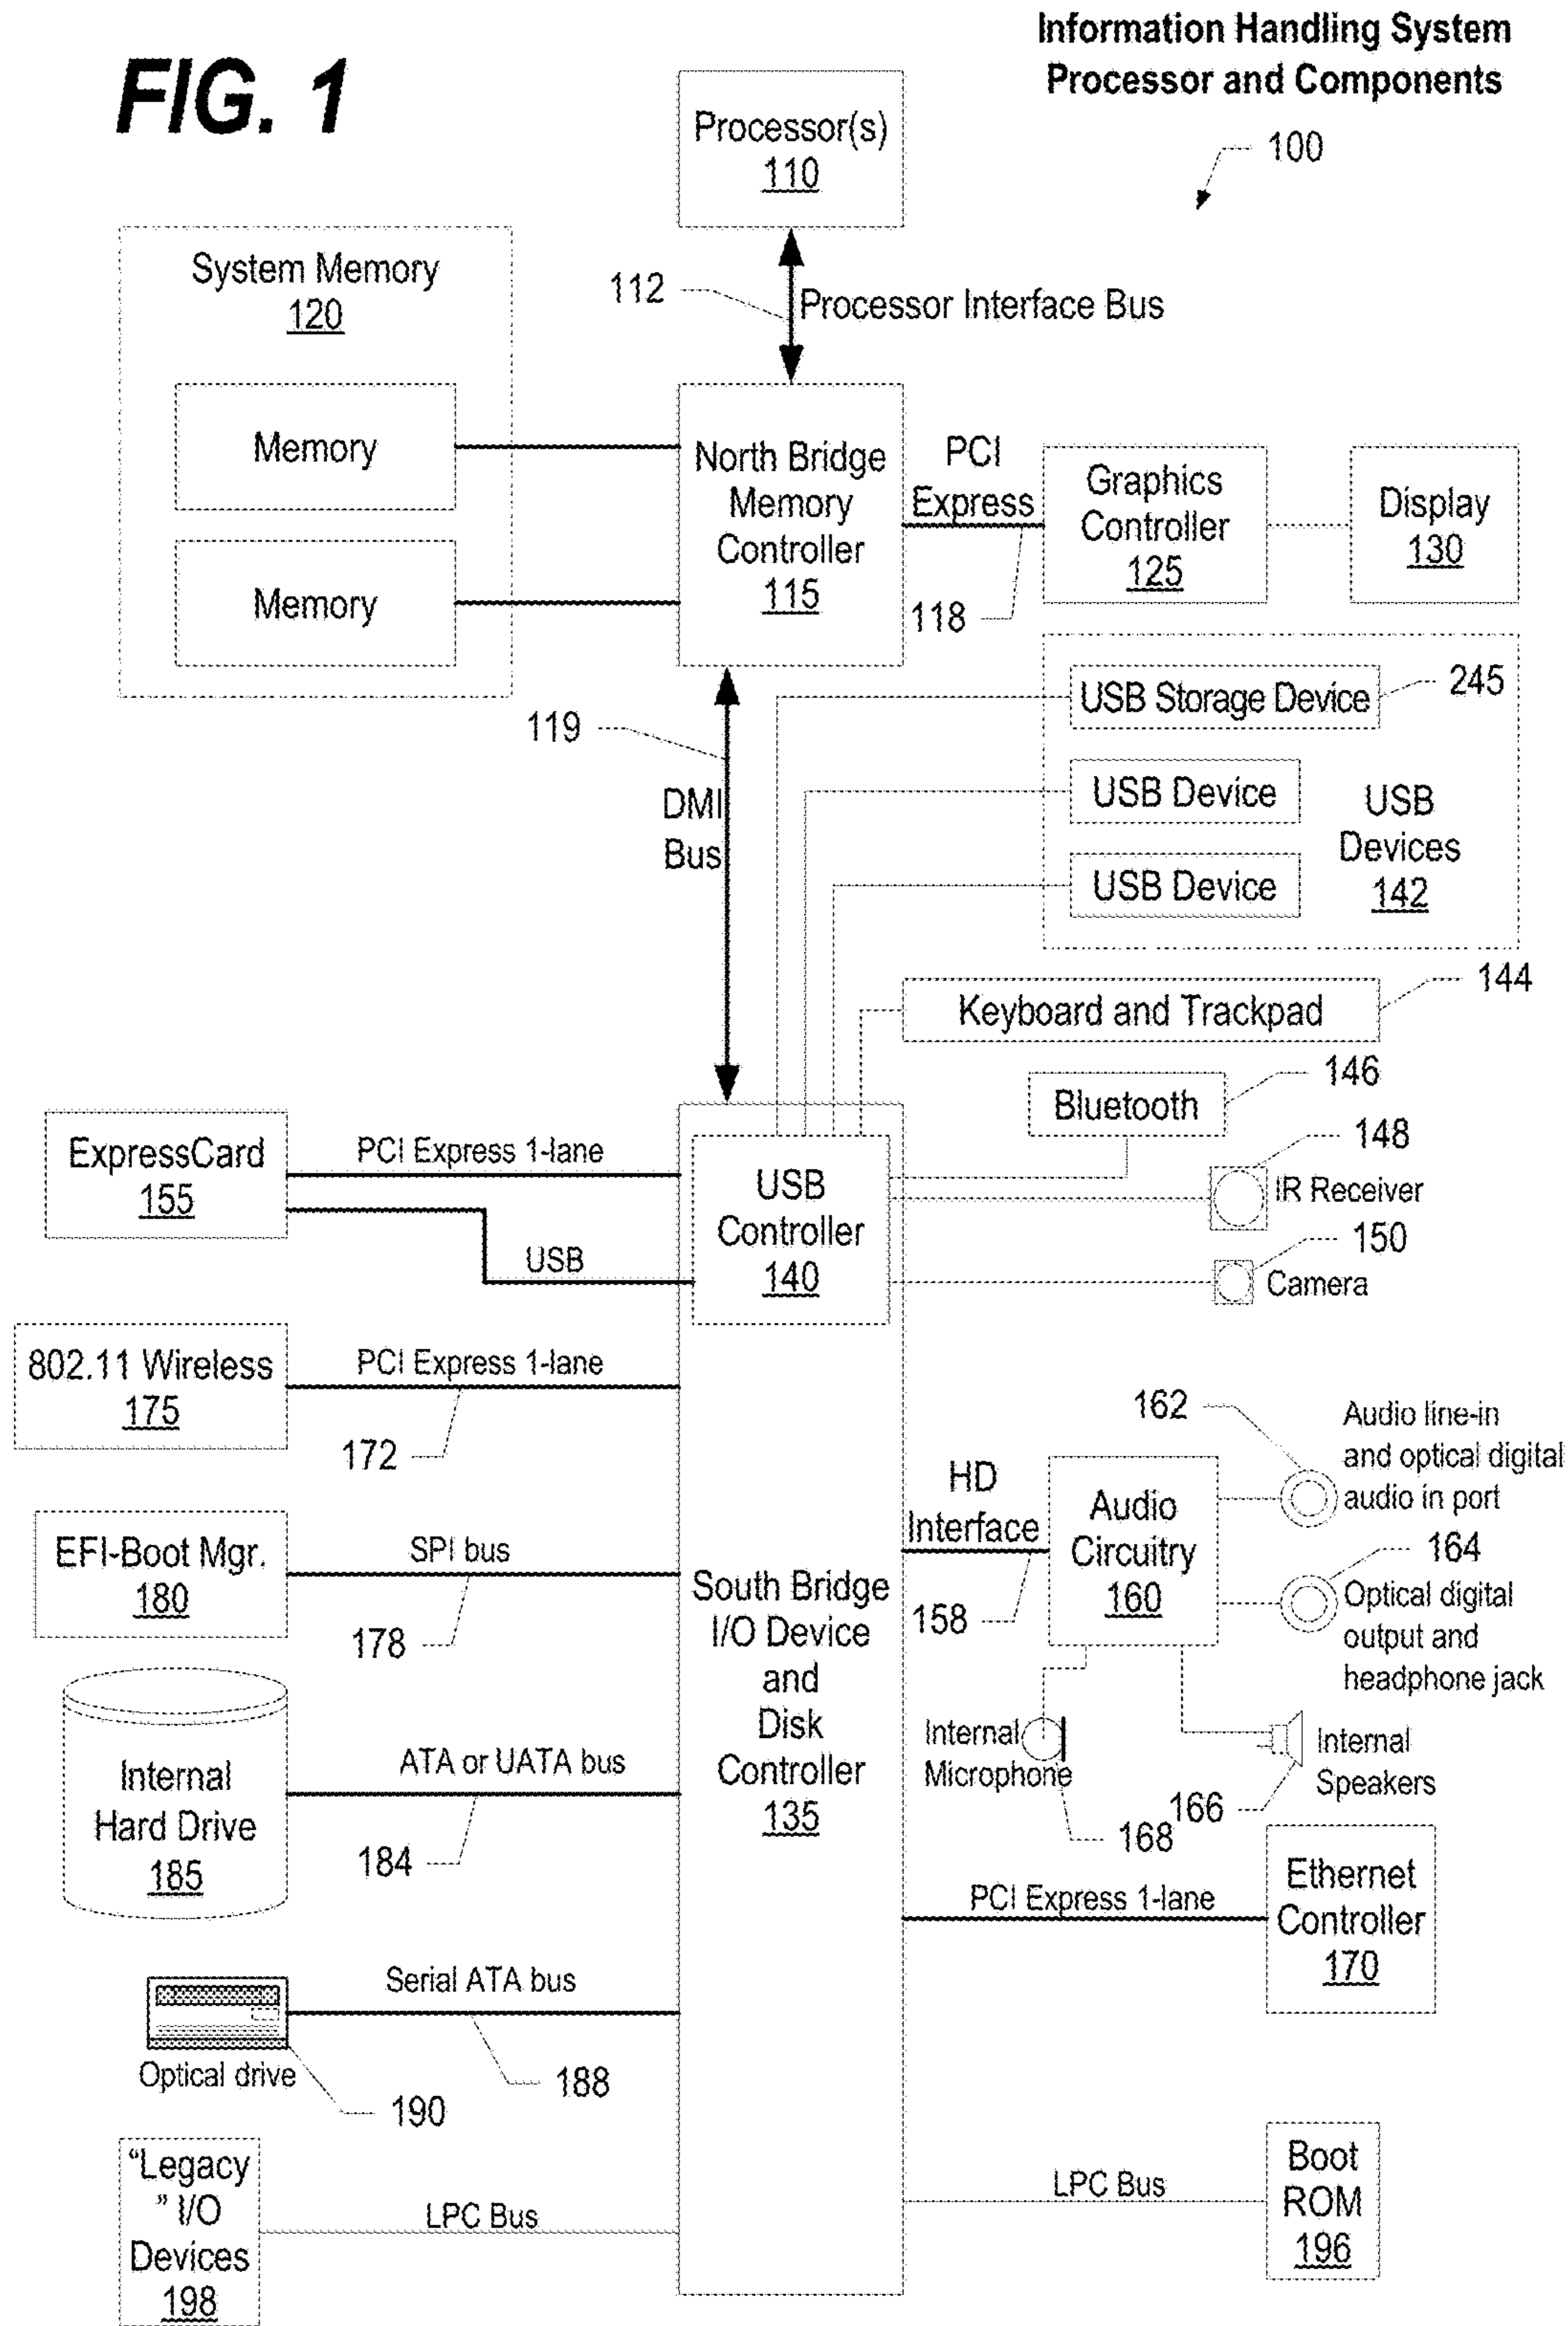 FIG. 1
Information Handling System
Processor and Components
100
Processor(s)
110
112
Processor Interface Bus
System Memory
120
Memory
Memory
North Bridge
Memory
Controller
115
PCI
Express
118
Graphics
Controller
125
Display
130
119
DMI
Bus
USB Storage Device
245
USB Device
USB Device
USB
Devices
142
Keyboard and Trackpad
144
Bluetooth
146
148
IR Receiver
150
Camera
ExpressCard
155
PCI Express 1-lane
USB
USB
Controller
140
802.11 Wireless
175
PCI Express 1-lane
172
EFI-Boot Mgr.
180
SPI bus
178
Internal
Hard Drive
185
ATA or UATA bus
184
South Bridge
I/O Device
and
Disk
Controller
135
HD
Interface
158
Audio
Circuitry
160
162
Audio line-in
and optical digital
audio in port
164
Optical digital
output and
headphone jack
Internal
Microphone
168
166
Internal
Speakers
PCI Express 1-lane
Ethernet
Controller
170
Serial ATA bus
188
Optical drive
190
“Legacy
” I/O
Devices
198
LPC Bus
LPC Bus
Boot
ROM
196